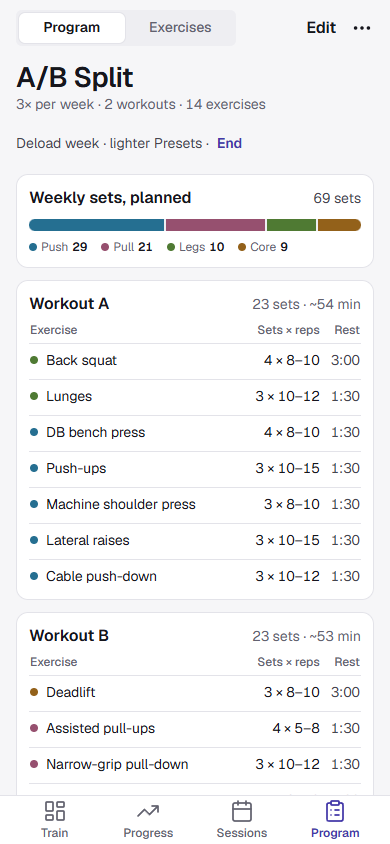 Program Exercises Edit
A/B Split
3× per week · 2 workouts · 14 exercises
Deload week · lighter Presets · End
Weekly sets, planned 69 sets
Push 29 Pull 21 Legs 10 Core 9
Workout A 23 sets · ~54 min
Exercise Sets × reps Rest
Back squat 4 × 8–10 3:00
Lunges 3 × 10–12 1:30
DB bench press 4 × 8–10 1:30
Push-ups 3 × 10–15 1:30
Machine shoulder press 3 × 8–10 1:30
Lateral raises 3 × 10–15 1:30
Cable push-down 3 × 10–12 1:30
Workout B 23 sets · ~53 min
Exercise Sets × reps Rest
Deadlift 3 × 8–10 3:00
Assisted pull-ups 4 × 5–8 1:30
Narrow-grip pull-down 3 × 10–12 1:30
Train Progress Sessions Program